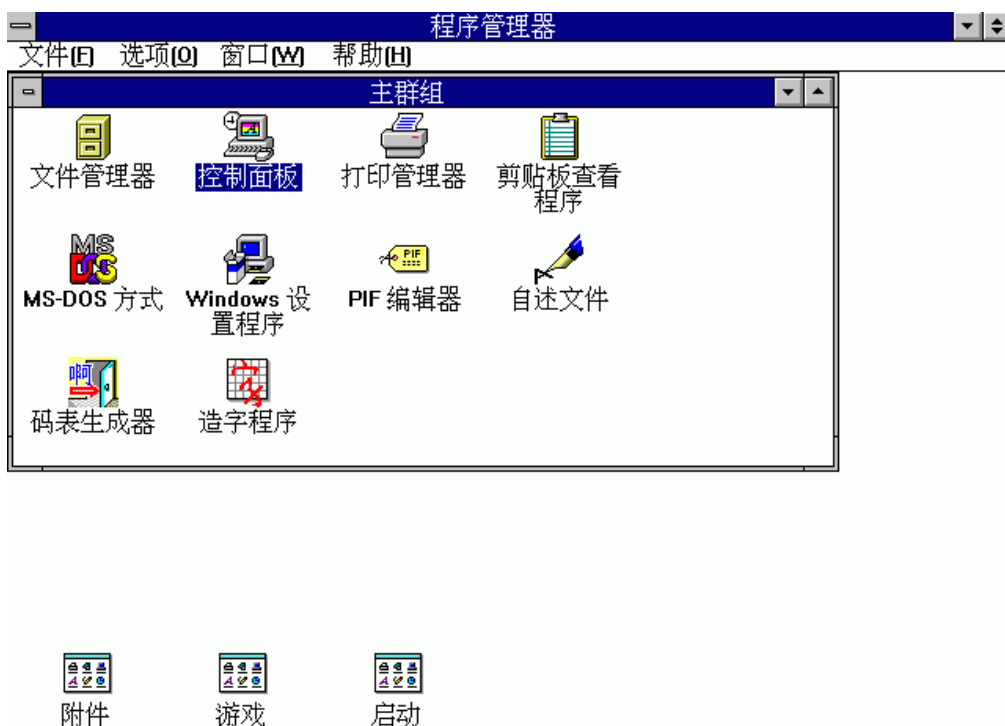 程序管理器
文件(F) 选项(O) 窗口(W) 帮助(H)
主群组
文件管理器 控制面板 打印管理器 剪贴板查看
程序
MS-DOS 方式 Windows 设 PIF 编辑器 自述文件
置程序
码表生成器 造字程序
附件 游戏 启动